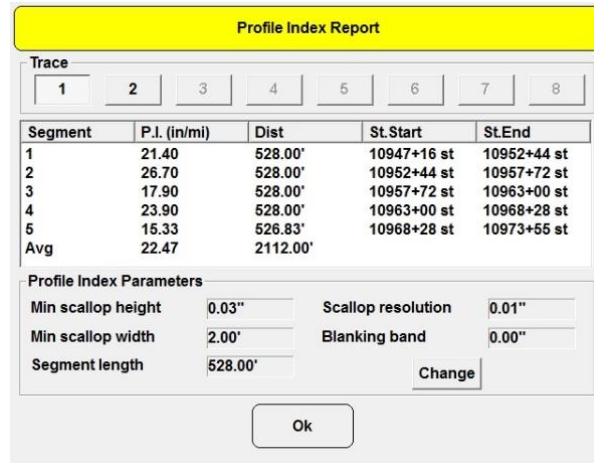 Profile Index Report
Trace
1 2 3 4 5 6 7 8
Segment P.I. (in/mi) Dist St.Start St.End
1 21.40 528.00' 10947+16 st 10952+44 st
2 26.70 528.00' 10952+44 st 10957+72 st
3 17.90 528.00' 10957+72 st 10963+00 st
4 23.90 528.00' 10963+00 st 10968+28 st
5 15.33 526.83' 10968+28 st 10973+55 st
Avg 22.47 2112.00'
Profile Index Parameters
Min scallop height 0.03" Scallop resolution 0.01"
Min scallop width 2.00' Blanking band 0.00"
Segment length 528.00' Change
Ok